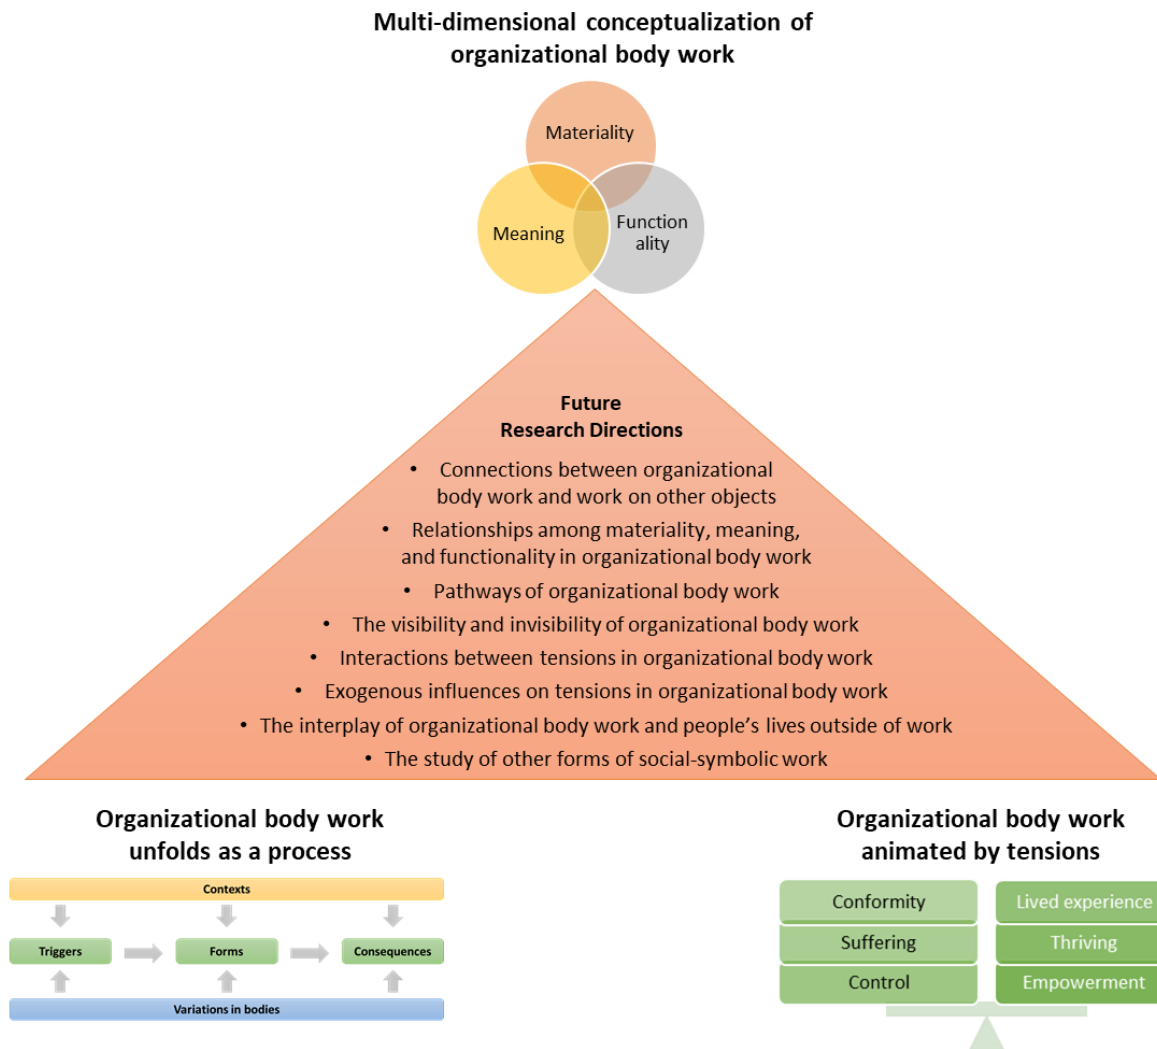 Multi-dimensional conceptualization of
organizational body work
Materiality
Meaning
Function
ality
Future
Research Directions
• Connections between organizational
body work and work on other objects
• Relationships among materiality, meaning,
and functionality in organizational body work
• Pathways of organizational body work
• The visibility and invisibility of organizational body work
• Interactions between tensions in organizational body work
• Exogenous influences on tensions in organizational body work
• The interplay of organizational body work and people's lives outside of work
• The study of other forms of social-symbolic work
Organizational body work
unfolds as a process
Contexts
Triggers
Forms
Consequences
Variations in bodies
Organizational body work
animated by tensions
Conformity
Lived experience
Suffering
Thriving
Control
Empowerment